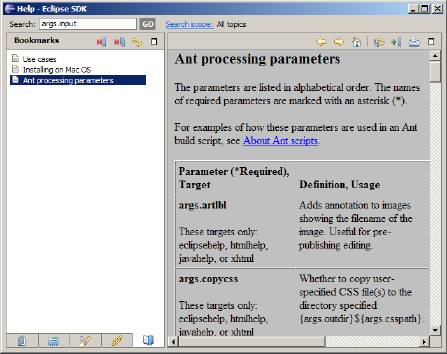 Help - Eclipse SDK
Search: args.input GO Search scope: All topics
Bookmarks
Use cases
Installing on Mac OS
Ant processing parameters
Ant processing parameters
The parameters are listed in alphabetical order. The names
of required parameters are marked with an asterisk (*).
For examples of how these parameters are used in an Ant
build script, see About Ant scripts.
Parameter (*Required),
Target
Definition, Usage
args.artlbl
These targets only:
eclipsehelp, htmlhelp,
javahelp, or xhtml
Adds annotation to images
showing the filename of the
image. Useful for pre-
publishing editing.
args.copycss
These targets only:
eclipsehelp, htmlhelp,
javahelp, or xhtml
Whether to copy user-
specified CSS file(s) to the
directory specified
{args.outdir}${args.csspath}.